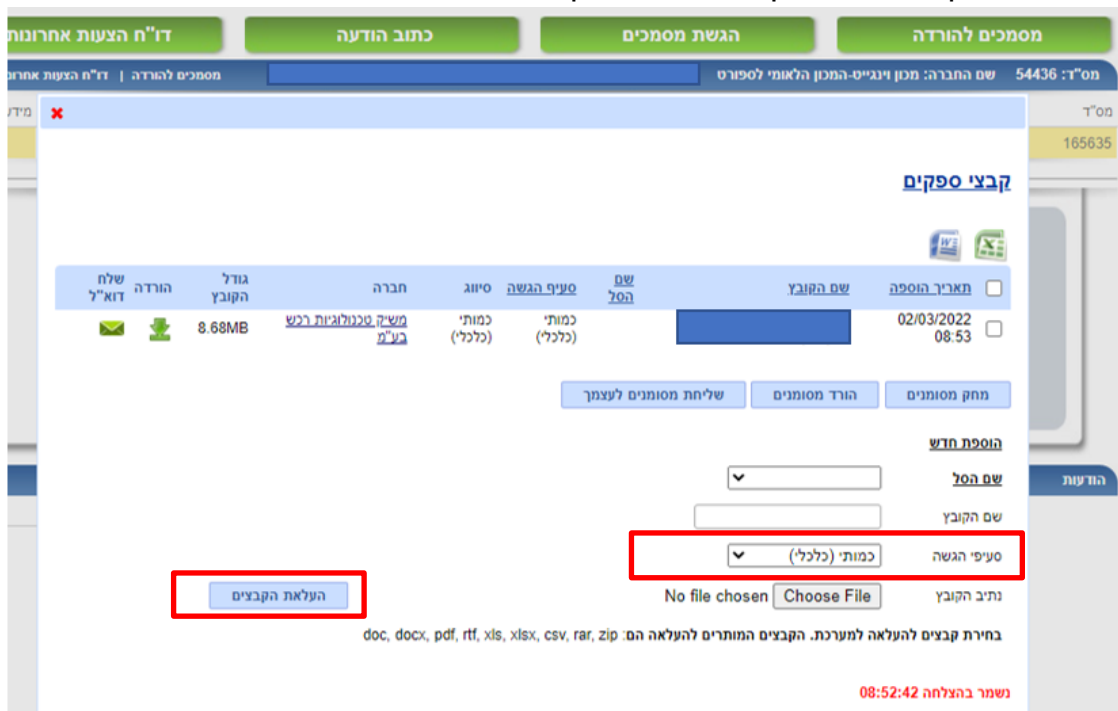 מסמכים להורדה
הגשת מסמכים
כתוב הודעה
דו"ח הצעות אחרונות
מס"ד: 54436 שם החברה: מכון וינגייט-המכון הלאומי לספורט
מסמכים להורדה | דו"ח הצעות אחרונ
מס"ד
165635
קבצי ספקים
תאריך הוספה שם הקובץ שם הסל סעיף הגשה סיווג חברה גודל הקובץ הורדה שלח דוא"ל
02/03/2022 08:53 כמותי (כלכלי) כמותי (כלכלי) משיק טכנולוגיות רכש בע"מ 8.68MB
מחק מסומנים
הורד מסומנים
שליחת מסומנים לעצמך
הוספת חדש
שם הסל
שם הקובץ
סעיפי הגשה כמותי (כלכלי)
נתיב הקובץ Choose File No file chosen
העלאת הקבצים
בחירת קבצים להעלאה למערכת. הקבצים המותרים להעלאה הם: doc, docx, pdf, rtf, xls, xlsx, csv, rar, zip
נשמר בהצלחה 08:52:42
הודעות